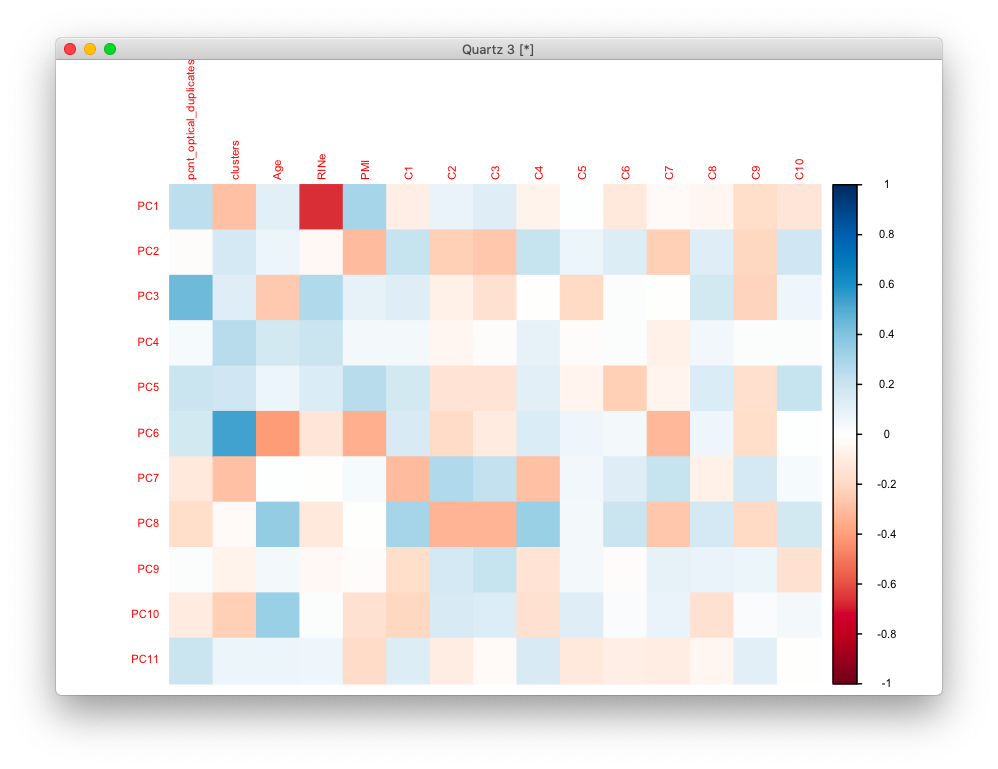 Quartz 3 [*]
pcnt_optical_duplicates
clusters
Age
RINe
PMI
C1
C2
C3
C4
C5
C6
C7
C8
C9
C10
PC1
PC2
PC3
PC4
PC5
PC6
PC7
PC8
PC9
PC10
PC11
1
0.8
0.6
0.4
0.2
0
-0.2
-0.4
-0.6
-0.8
-1